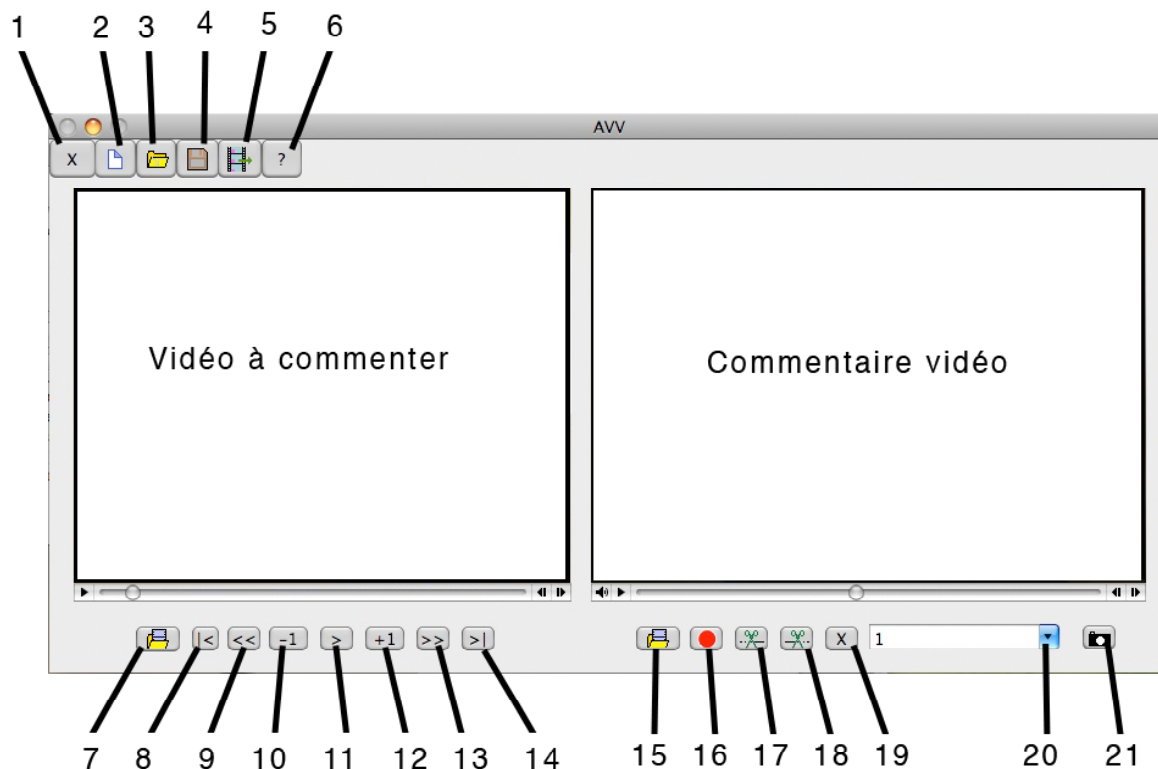 1 2 3 4 5 6
AVV
X ?
Vidéo à commenter
Commentaire vidéo
|< << -1 > +1 >> >| X 1
7 8 9 10 11 12 13 14 15 16 17 18 19 20 21